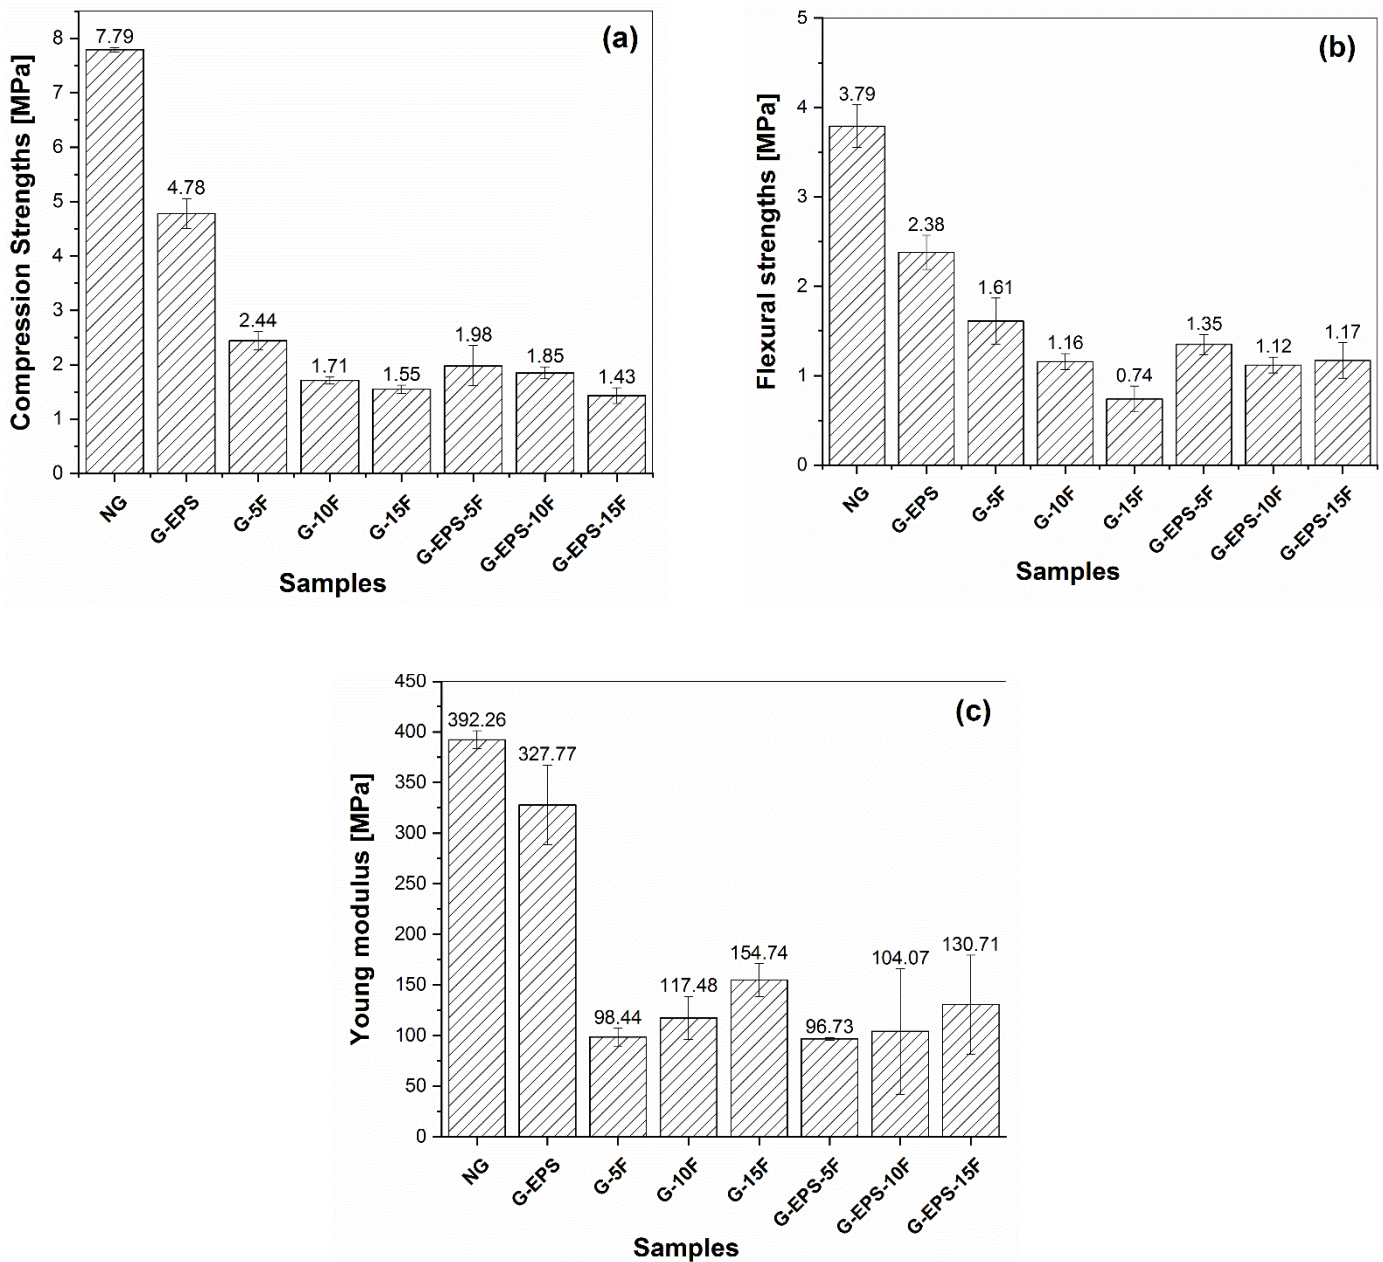 (a)
Compression Strengths [MPa]
8
7
6
5
4
3
2
1
0
7.79
4.78
2.44
1.71
1.55
1.98
1.85
1.43
NG
G-EPS
G-5F
G-10F
G-15F
G-EPS-5F
G-EPS-10F
G-EPS-15F
Samples
(b)
Flexural strengths [MPa]
5
4
3
2
1
0
3.79
2.38
1.61
1.16
0.74
1.35
1.12
1.17
NG
G-EPS
G-5F
G-10F
G-15F
G-EPS-5F
G-EPS-10F
G-EPS-15F
Samples
(c)
Young modulus [MPa]
450
400
350
300
250
200
150
100
50
0
392.26
327.77
98.44
117.48
154.74
96.73
104.07
130.71
NG
G-EPS
G-5F
G-10F
G-15F
G-EPS-5F
G-EPS-10F
G-EPS-15F
Samples